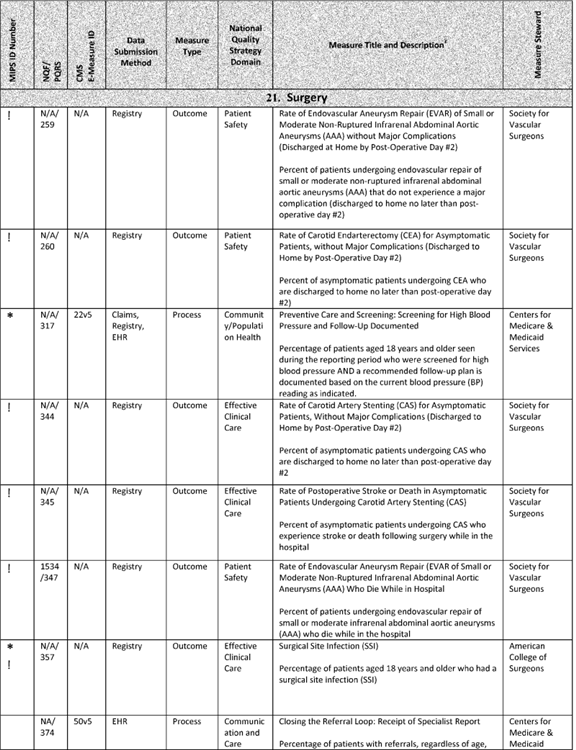 MIPS ID Number
NQF/
PQRS
CMS
E-Measure ID
Data
Submission
Method
Measure
Type
National
Quality
Strategy
Domain
Measure Title and Description¥
Measure Steward
21. Surgery
!
N/A/
259
N/A
Registry
Outcome
Patient
Safety
Rate of Endovascular Aneurysm Repair (EVAR) of Small or
Moderate Non-Ruptured Infrarenal Abdominal Aortic
Aneurysms (AAA) without Major Complications
(Discharged at Home by Post-Operative Day #2)
Percent of patients undergoing endovascular repair of
small or moderate non-ruptured infrarenal abdominal
aortic aneurysms (AAA) that do not experience a major
complication (discharged to home no later than post-
operative day #2)
Society for
Vascular
Surgeons
!
N/A/
260
N/A
Registry
Outcome
Patient
Safety
Rate of Carotid Endarterectomy (CEA) for Asymptomatic
Patients, without Major Complications (Discharged to
Home by Post-Operative Day #2)
Percent of asymptomatic patients undergoing CEA who
are discharged to home no later than post-operative day
#2)
Society for
Vascular
Surgeons
*
N/A/
317
22v5
Claims,
Registry,
EHR
Process
Communit
y/Populati
on Health
Preventive Care and Screening: Screening for High Blood
Pressure and Follow-Up Documented
Percentage of patients aged 18 years and older seen
during the reporting period who were screened for high
blood pressure AND a recommended follow-up plan is
documented based on the current blood pressure (BP)
reading as indicated.
Centers for
Medicare &
Medicaid
Services
!
N/A/
344
N/A
Registry
Outcome
Effective
Clinical
Care
Rate of Carotid Artery Stenting (CAS) for Asymptomatic
Patients, Without Major Complications (Discharged to
Home by Post-Operative Day #2)
Percent of asymptomatic patients undergoing CAS who
are discharged to home no later than post-operative day
#2
Society for
Vascular
Surgeons
!
N/A/
345
N/A
Registry
Outcome
Effective
Clinical
Care
Rate of Postoperative Stroke or Death in Asymptomatic
Patients Undergoing Carotid Artery Stenting (CAS)
Percent of asymptomatic patients undergoing CAS who
experience stroke or death following surgery while in the
hospital
Society for
Vascular
Surgeons
!
1534
/347
N/A
Registry
Outcome
Patient
Safety
Rate of Endovascular Aneurysm Repair (EVAR of Small or
Moderate Non-Ruptured Infrarenal Abdominal Aortic
Aneurysms (AAA) Who Die While in Hospital
Percent of patients undergoing endovascular repair of
small or moderate infrarenal abdominal aortic aneurysms
(AAA) who die while in the hospital
Society for
Vascular
Surgeons
*
!
N/A/
357
N/A
Registry
Outcome
Effective
Clinical
Care
Surgical Site Infection (SSI)
Percentage of patients aged 18 years and older who had a
surgical site infection (SSI)
American
College of
Surgeons
NA/
374
50v5
EHR
Process
Communic
ation and
Care
Closing the Referral Loop: Receipt of Specialist Report
Percentage of patients with referrals, regardless of age,
Centers for
Medicare &
Medicaid